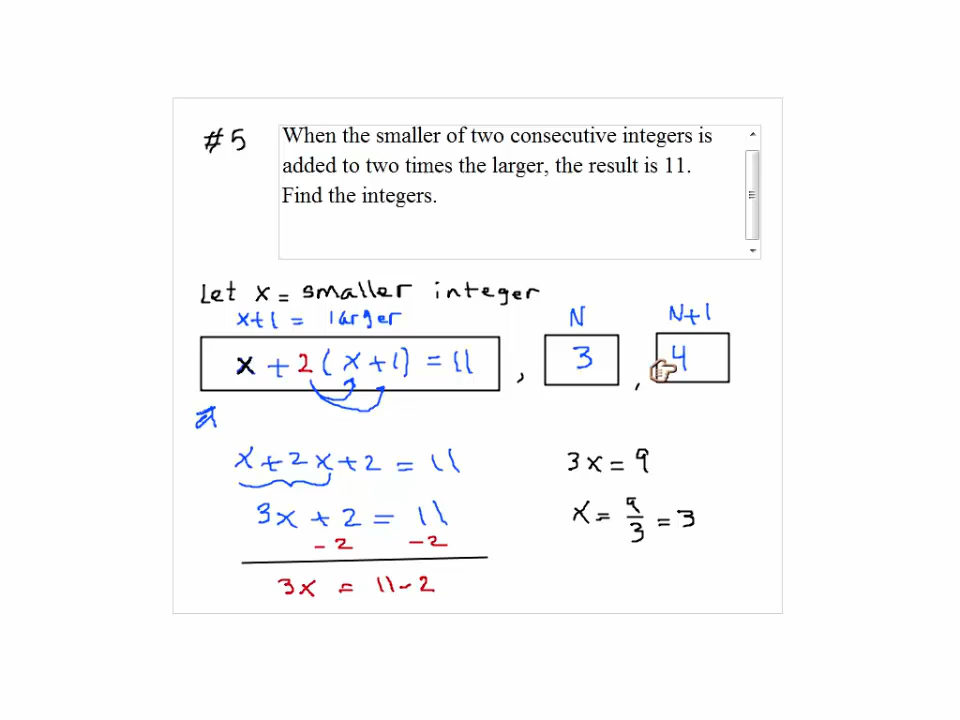 #5
When the smaller of two consecutive integers is
added to two times the larger, the result is 11.
Find the integers.
Let x = smaller integer
x+1 = larger
N
N+1
x + 2(x+1) = 11 , 3 , 4
x+2x+2 = 11
3x = 9
3x + 2 = 11
-2 -2
x = 9/3 = 3
3x = 11-2